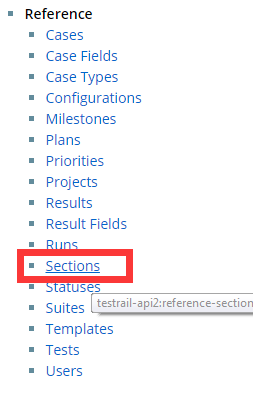 Reference
Cases
Case Fields
Case Types
Configurations
Milestones
Plans
Priorities
Projects
Results
Result Fields
Runs
Sections
Statuses
Suites
testrail-api2:reference-section
Templates
Tests
Users